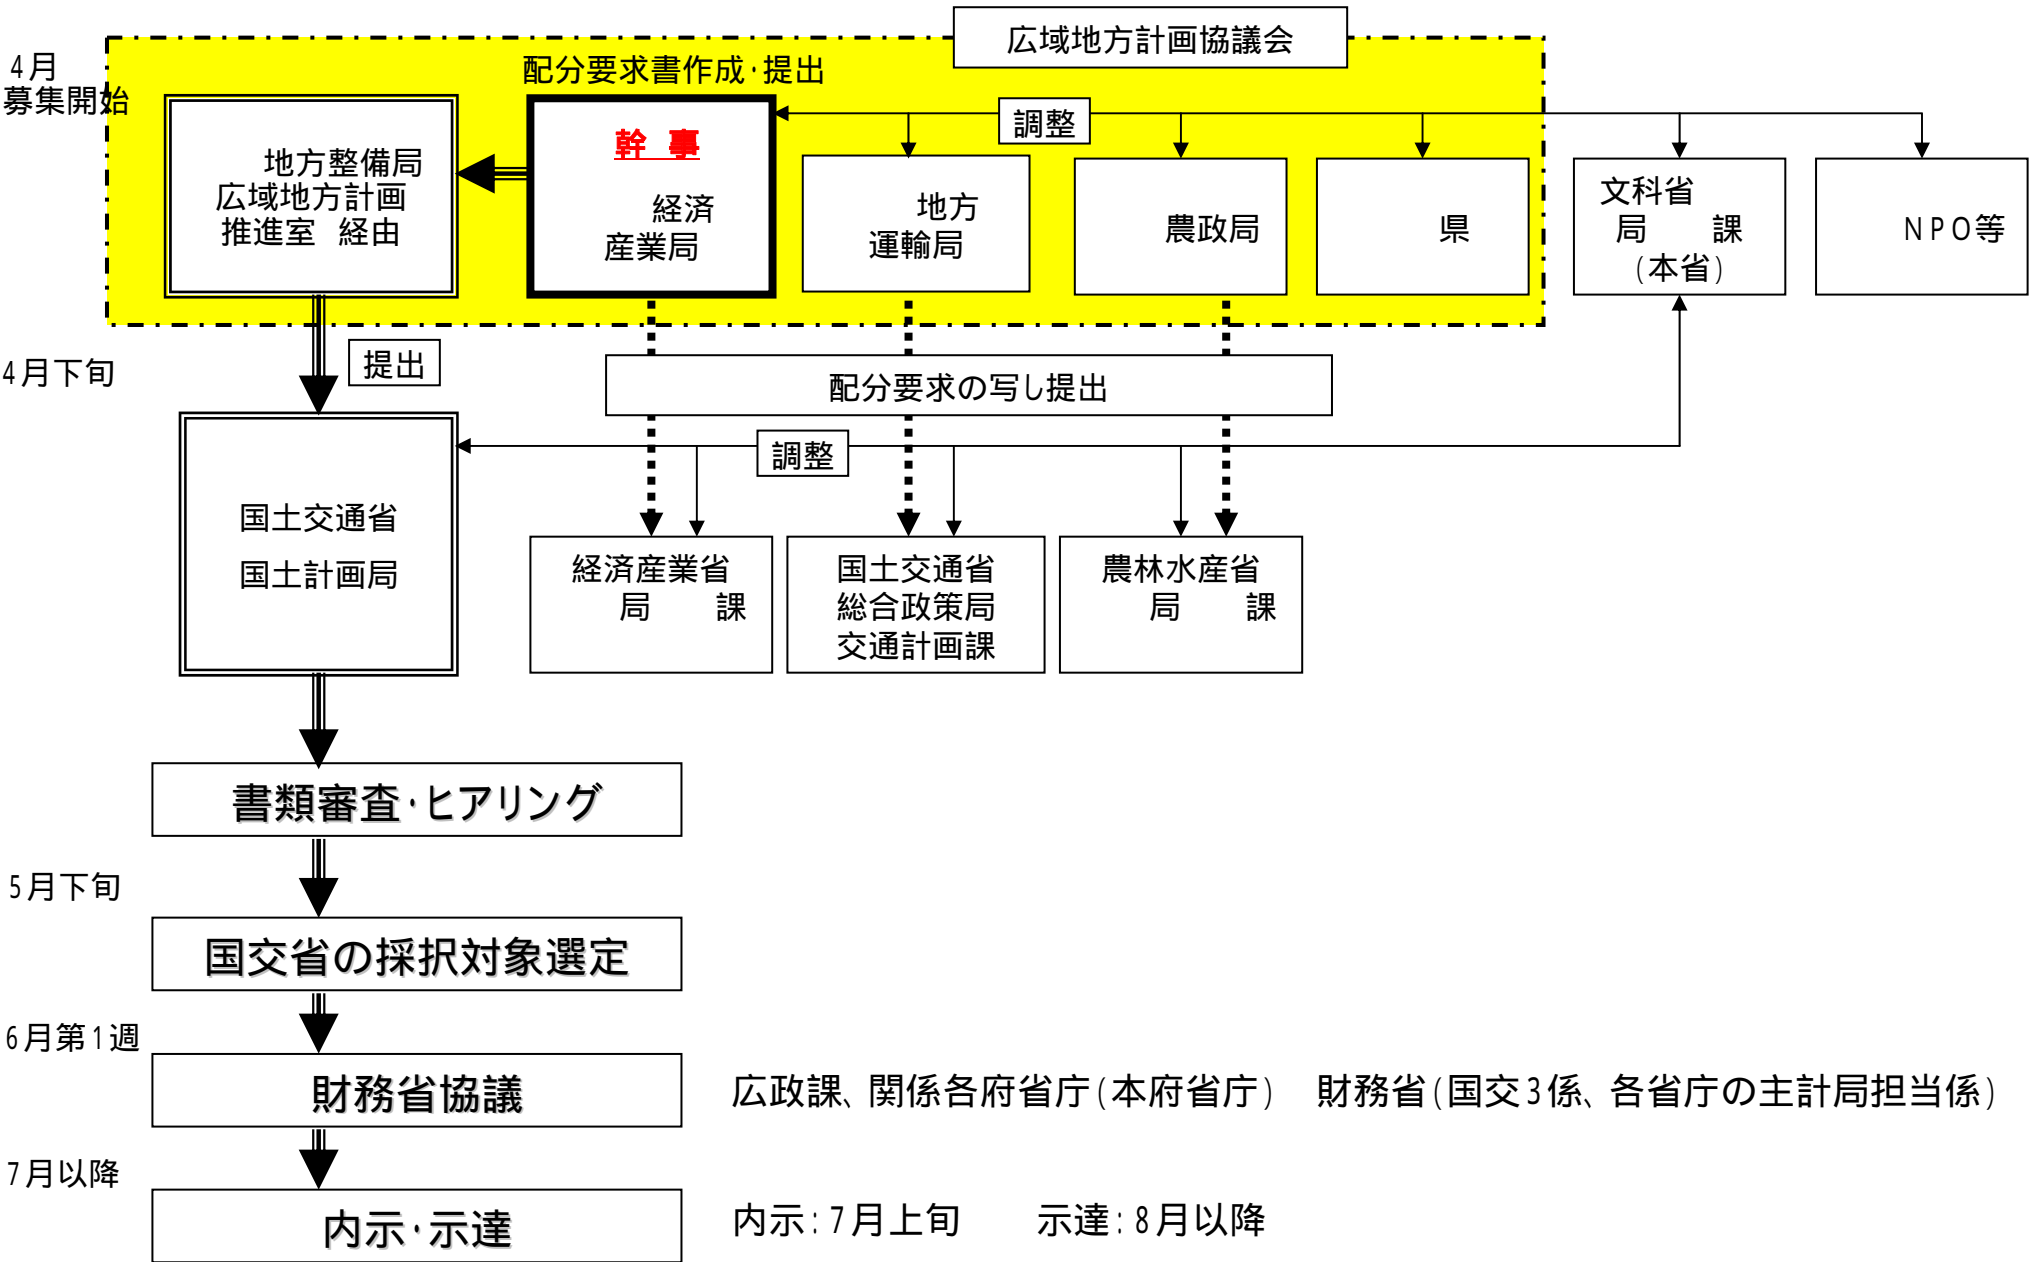 広域地方計画協議会
4月
募集開始
配分要求書作成・提出
調整
地方整備局
広域地方計画
推進室 経由
幹 事
経済
産業局
地方
運輸局
農政局
県
文科省
局 課
(本省)
NPO等
4月下旬
提出
配分要求の写し提出
調整
国土交通省
国土計画局
経済産業省
局 課
国土交通省
総合政策局
交通計画課
農林水産省
局 課
書類審査・ヒアリング
5月下旬
国交省の採択対象選定
6月第1週
財務省協議
広政課、関係各府省庁(本府省庁) 財務省(国交3係、各省庁の主計局担当係)
7月以降
内示・示達
内示:7月上旬 示達:8月以降